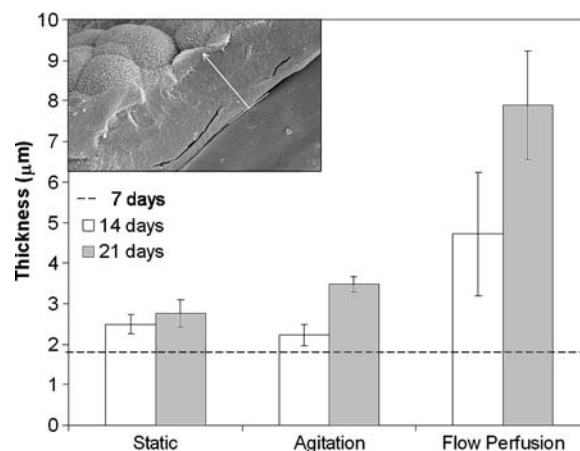 Thickness (μm)
10
9
8
7
6
5
4
3
2
1
0
7 days
14 days
21 days
Static
Agitation
Flow Perfusion